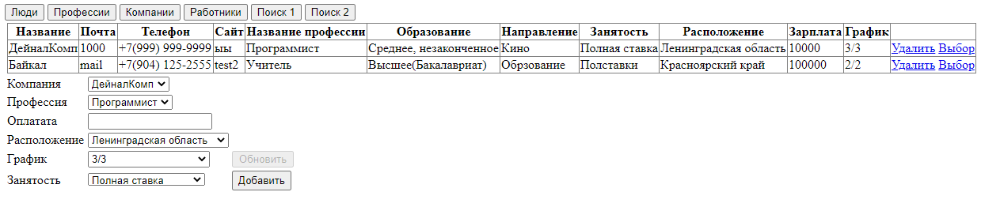 Люди Профессии Компании Работники Поиск 1 Поиск 2
Название Почта Телефон Сайт Название профессии Образование Направление Занятость Расположение Зарплата График
ДейналКомп 1000 +7(999) 999-9999 ыы Программист Среднее, незаконченное Кино Полная ставка Ленинградская область 10000 3/3 Удалить Выбор
Байкал mail +7(904) 125-2555 test2 Учитель Высшее(Бакалавриат) Обрзование Полставки Красноярский край 100000 2/2 Удалить Выбор
Компания ДейналКомп
Профессия Программист
Оплатата
Расположение Ленинградская область
График 3/3 Обновить
Занятость Полная ставка Добавить